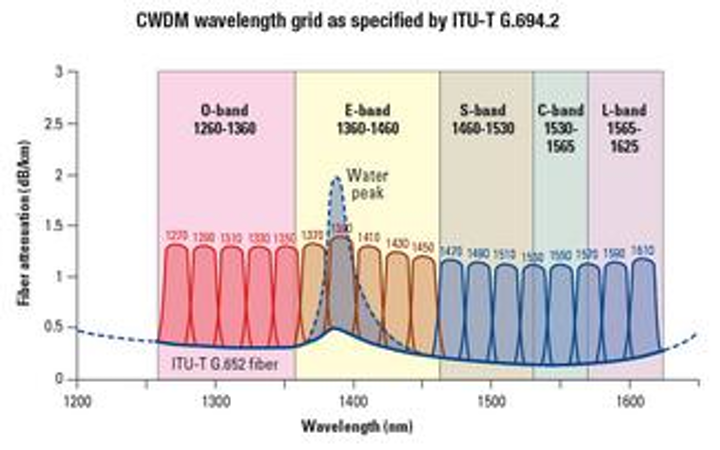 CWDM wavelength grid as specified by ITU-T G.694.2
Fiber attenuation (dB/km)
3
2.5
2
1.5
1
0.5
0
O-band
1260-1360
E-band
1360-1460
S-band
1460-1530
C-band
1530-
1565
L-band
1565-
1625
Water
peak
1270 1290 1310 1330 1350 1370 1390 1410 1430 1450 1470 1490 1510 1530 1550 1570 1590 1610
ITU-T G.652 fiber
1200 1300 1400 1500 1600
Wavelength (nm)